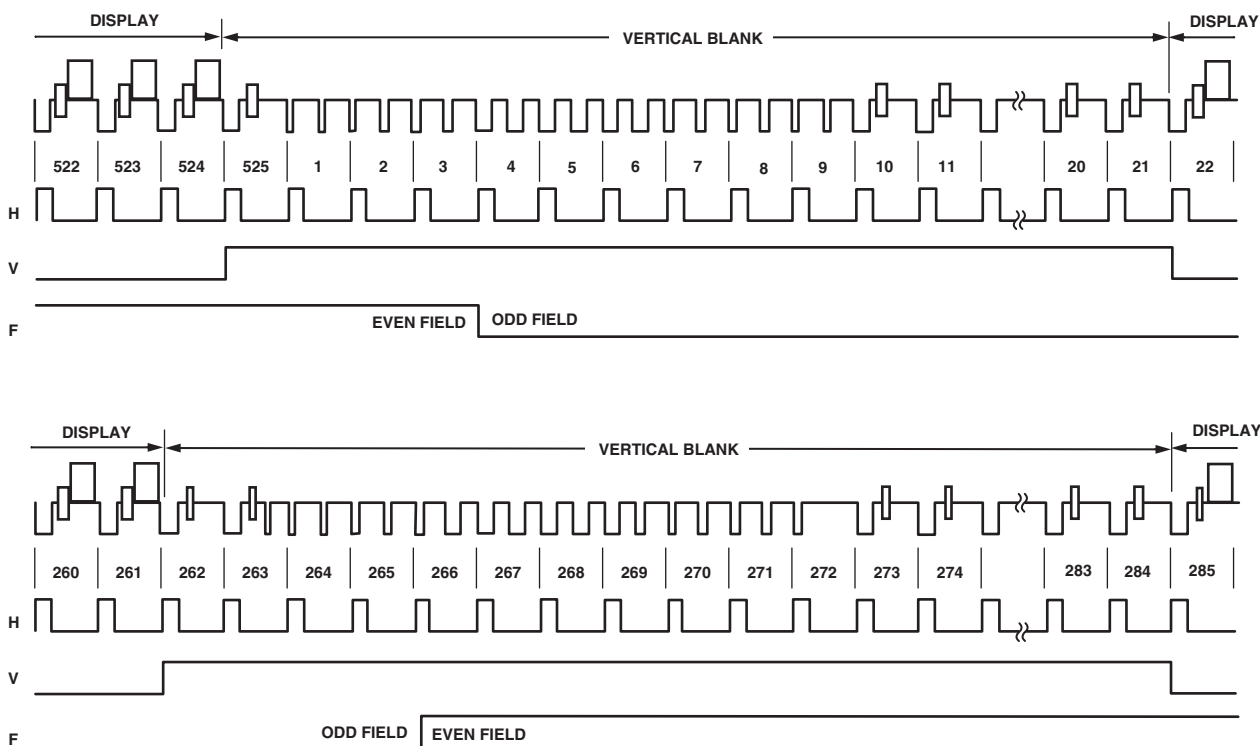 DISPLAY VERTICAL BLANK DISPLAY
522 523 524 525 1 2 3 4 5 6 7 8 9 10 11 20 21 22
H
V
F EVEN FIELD ODD FIELD
DISPLAY VERTICAL BLANK DISPLAY
260 261 262 263 264 265 266 267 268 269 270 271 272 273 274 283 284 285
H
V
F ODD FIELD EVEN FIELD